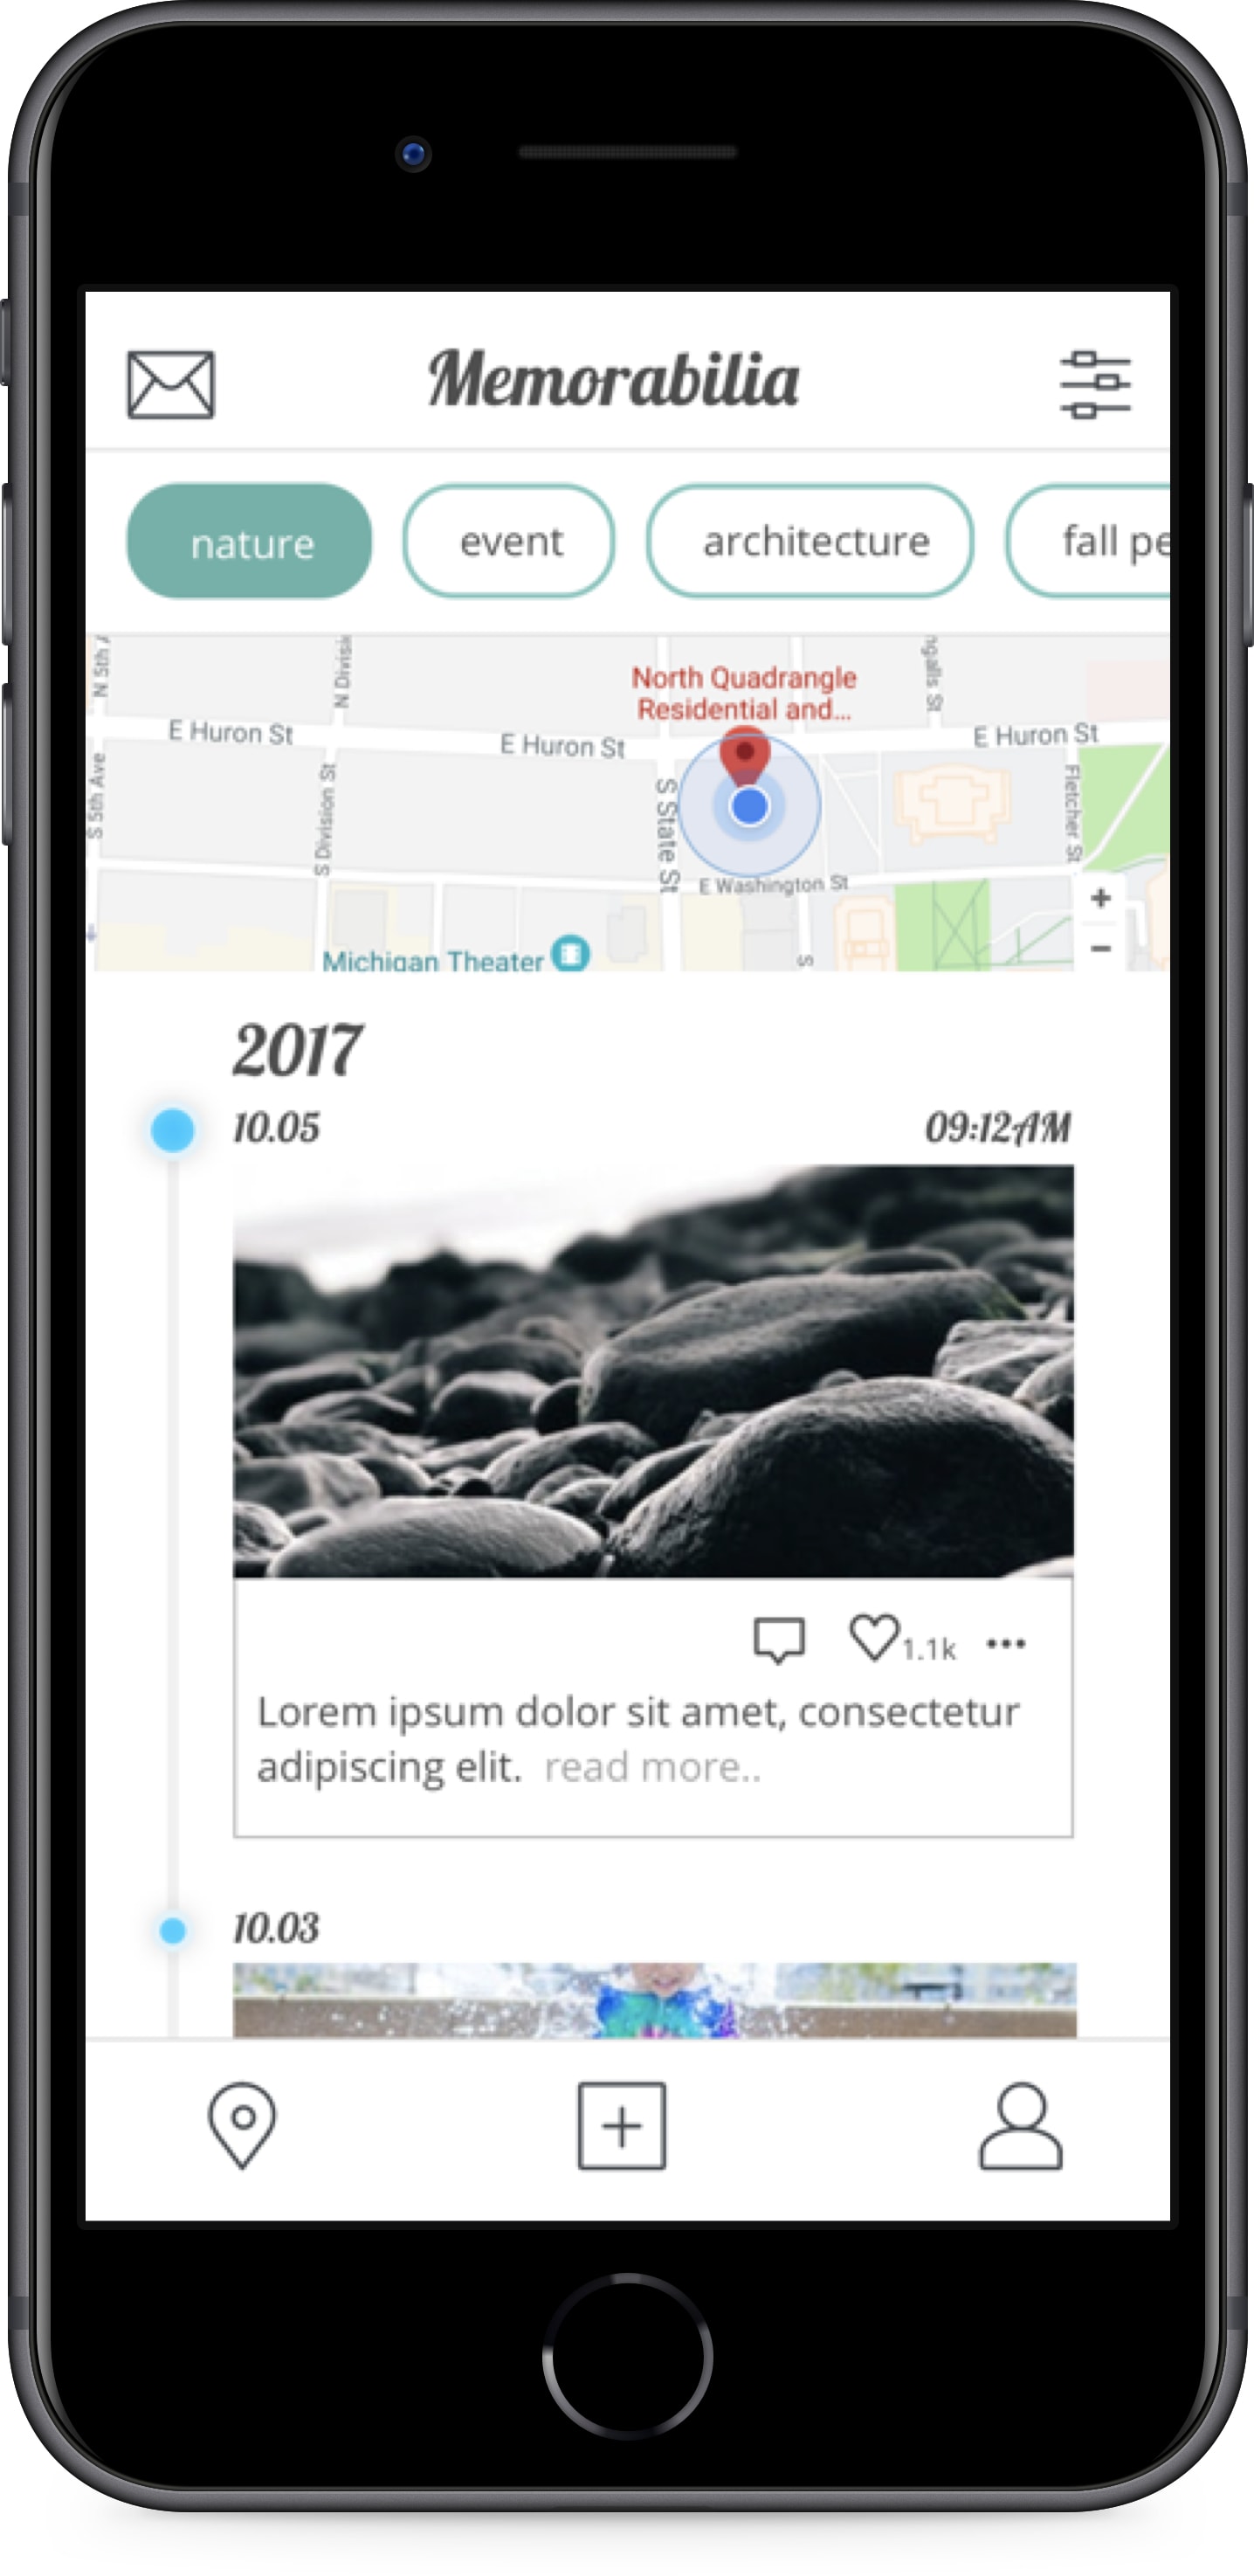 Memorabilia
nature
event
architecture
fall pe
N 5th A
N Divisi
North Quadrangle
Residential and...
ngalls St
E Huron St
E Huron St
E Huron St
S 5th Ave
S Division St
S State St
Fletcher St
E Washington St
+
−
Michigan Theater
S
2017
10.05
09:12AM
1.1k
Lorem ipsum dolor sit amet, consectetur
adipiscing elit. read more..
10.03